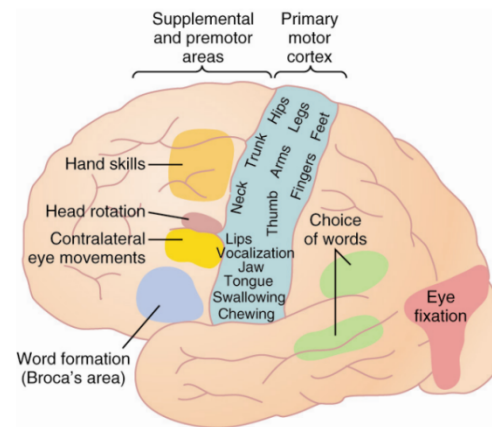 Supplemental
and premotor
areas
Primary
motor
cortex
Hips
Legs
Feet
Trunk
Arms
Fingers
Neck
Thumb
Hand skills
Head rotation
Contralateral
eye movements
Lips
Vocalization
Jaw
Tongue
Swallowing
Chewing
Choice
of words
Eye
fixation
Word formation
(Broca's area)